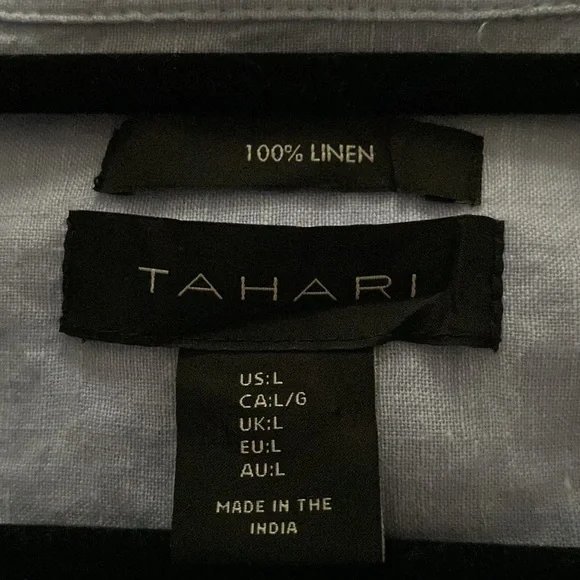 100% LINEN
TAHARI
US:L
CA:L/G
UK:L
EU:L
AU:L
MADE IN THE
INDIA